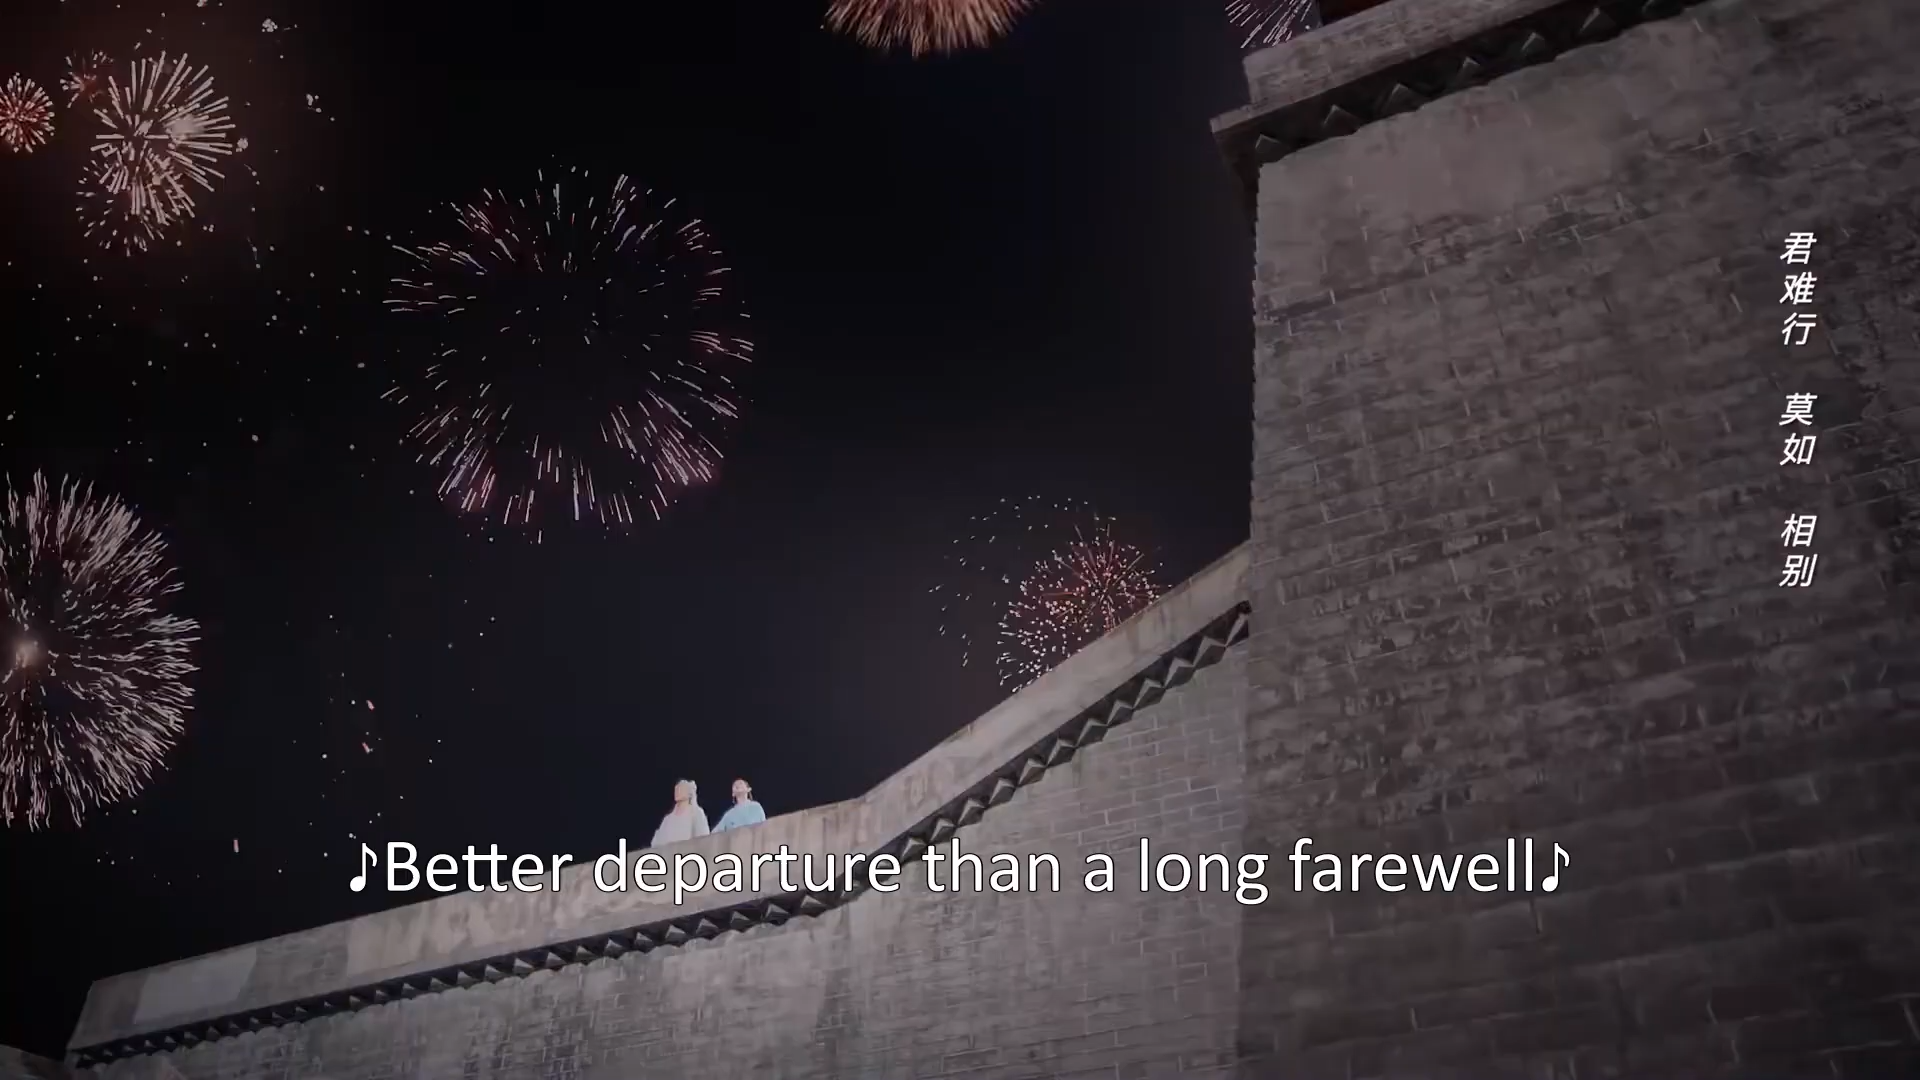 君难行 莫如 相别
♪Better departure than a long farewell♪